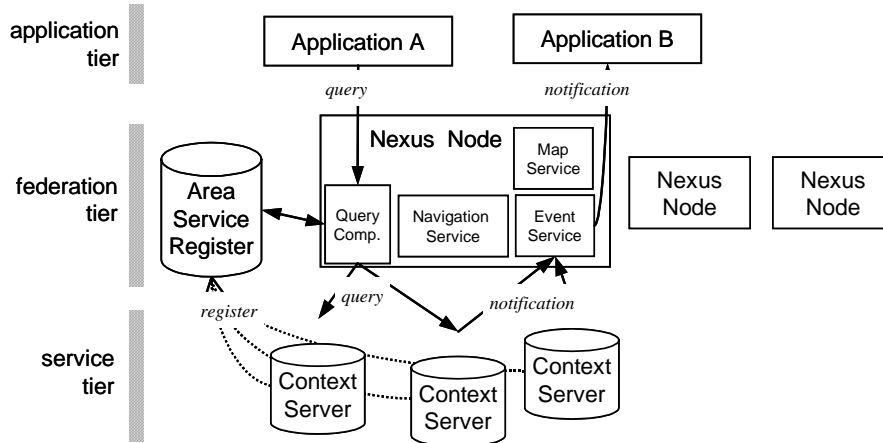 application
tier
Application A
Application B
query
notification
federation
tier
Area
Service
Register
Nexus Node
Map
Service
Query
Comp.
Navigation
Service
Event
Service
Nexus
Node
Nexus
Node
query
notification
register
service
tier
Context
Server
Context
Server
Context
Server